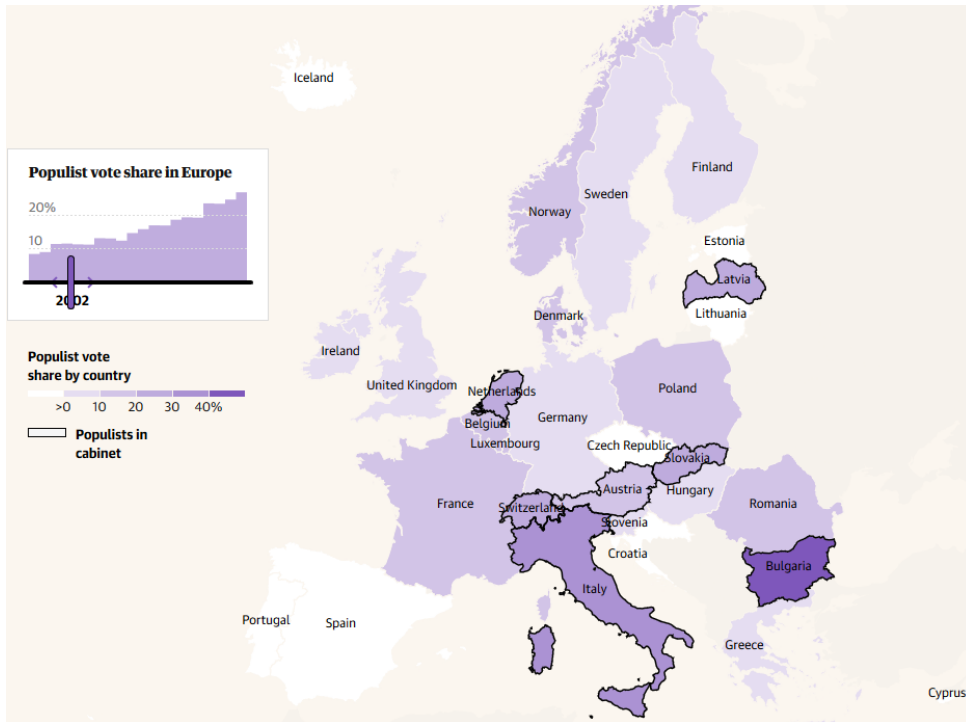 Iceland
Populist vote share in Europe
20%
10
2002
Populist vote
share by country
>0 10 20 30 40%
Populists in
cabinet
Finland
Sweden
Norway
Estonia
Latvia
Lithuania
Denmark
Ireland
United Kingdom
Netherlands
Poland
Belgium
Germany
Luxembourg
Czech Republic
Slovakia
Austria
Hungary
France
Switzerland
Romania
Slovenia
Croatia
Bulgaria
Italy
Portugal
Spain
Greece
Cyprus